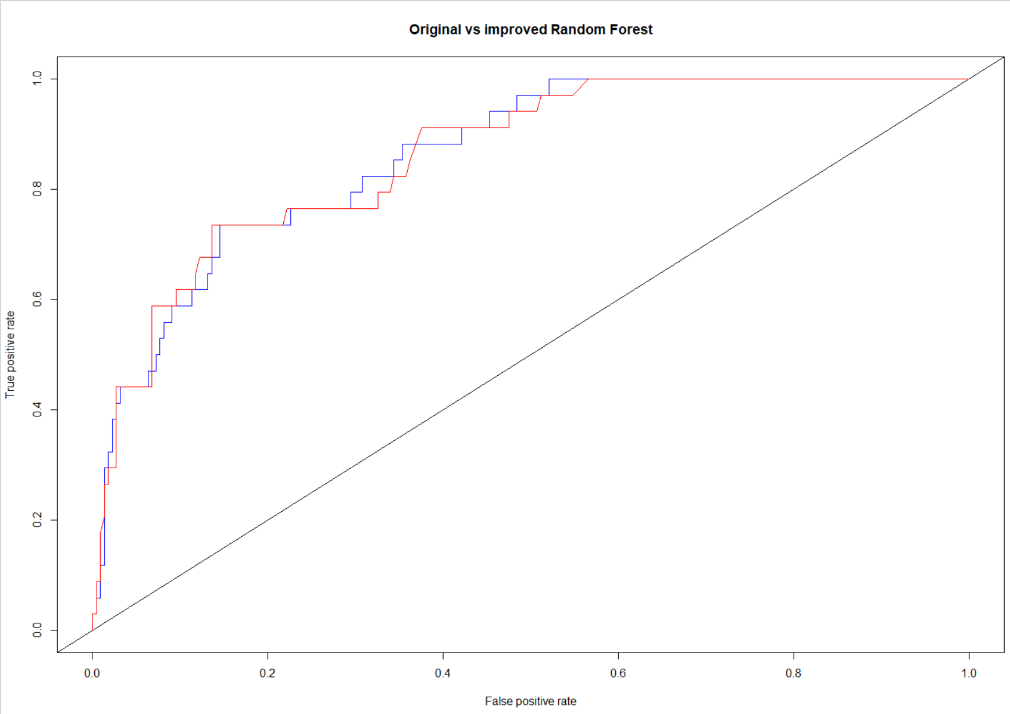 Original vs improved Random Forest
1.0
0.8
0.6
0.4
0.2
0.0
True positive rate
0.0 0.2 0.4 0.6 0.8 1.0
False positive rate